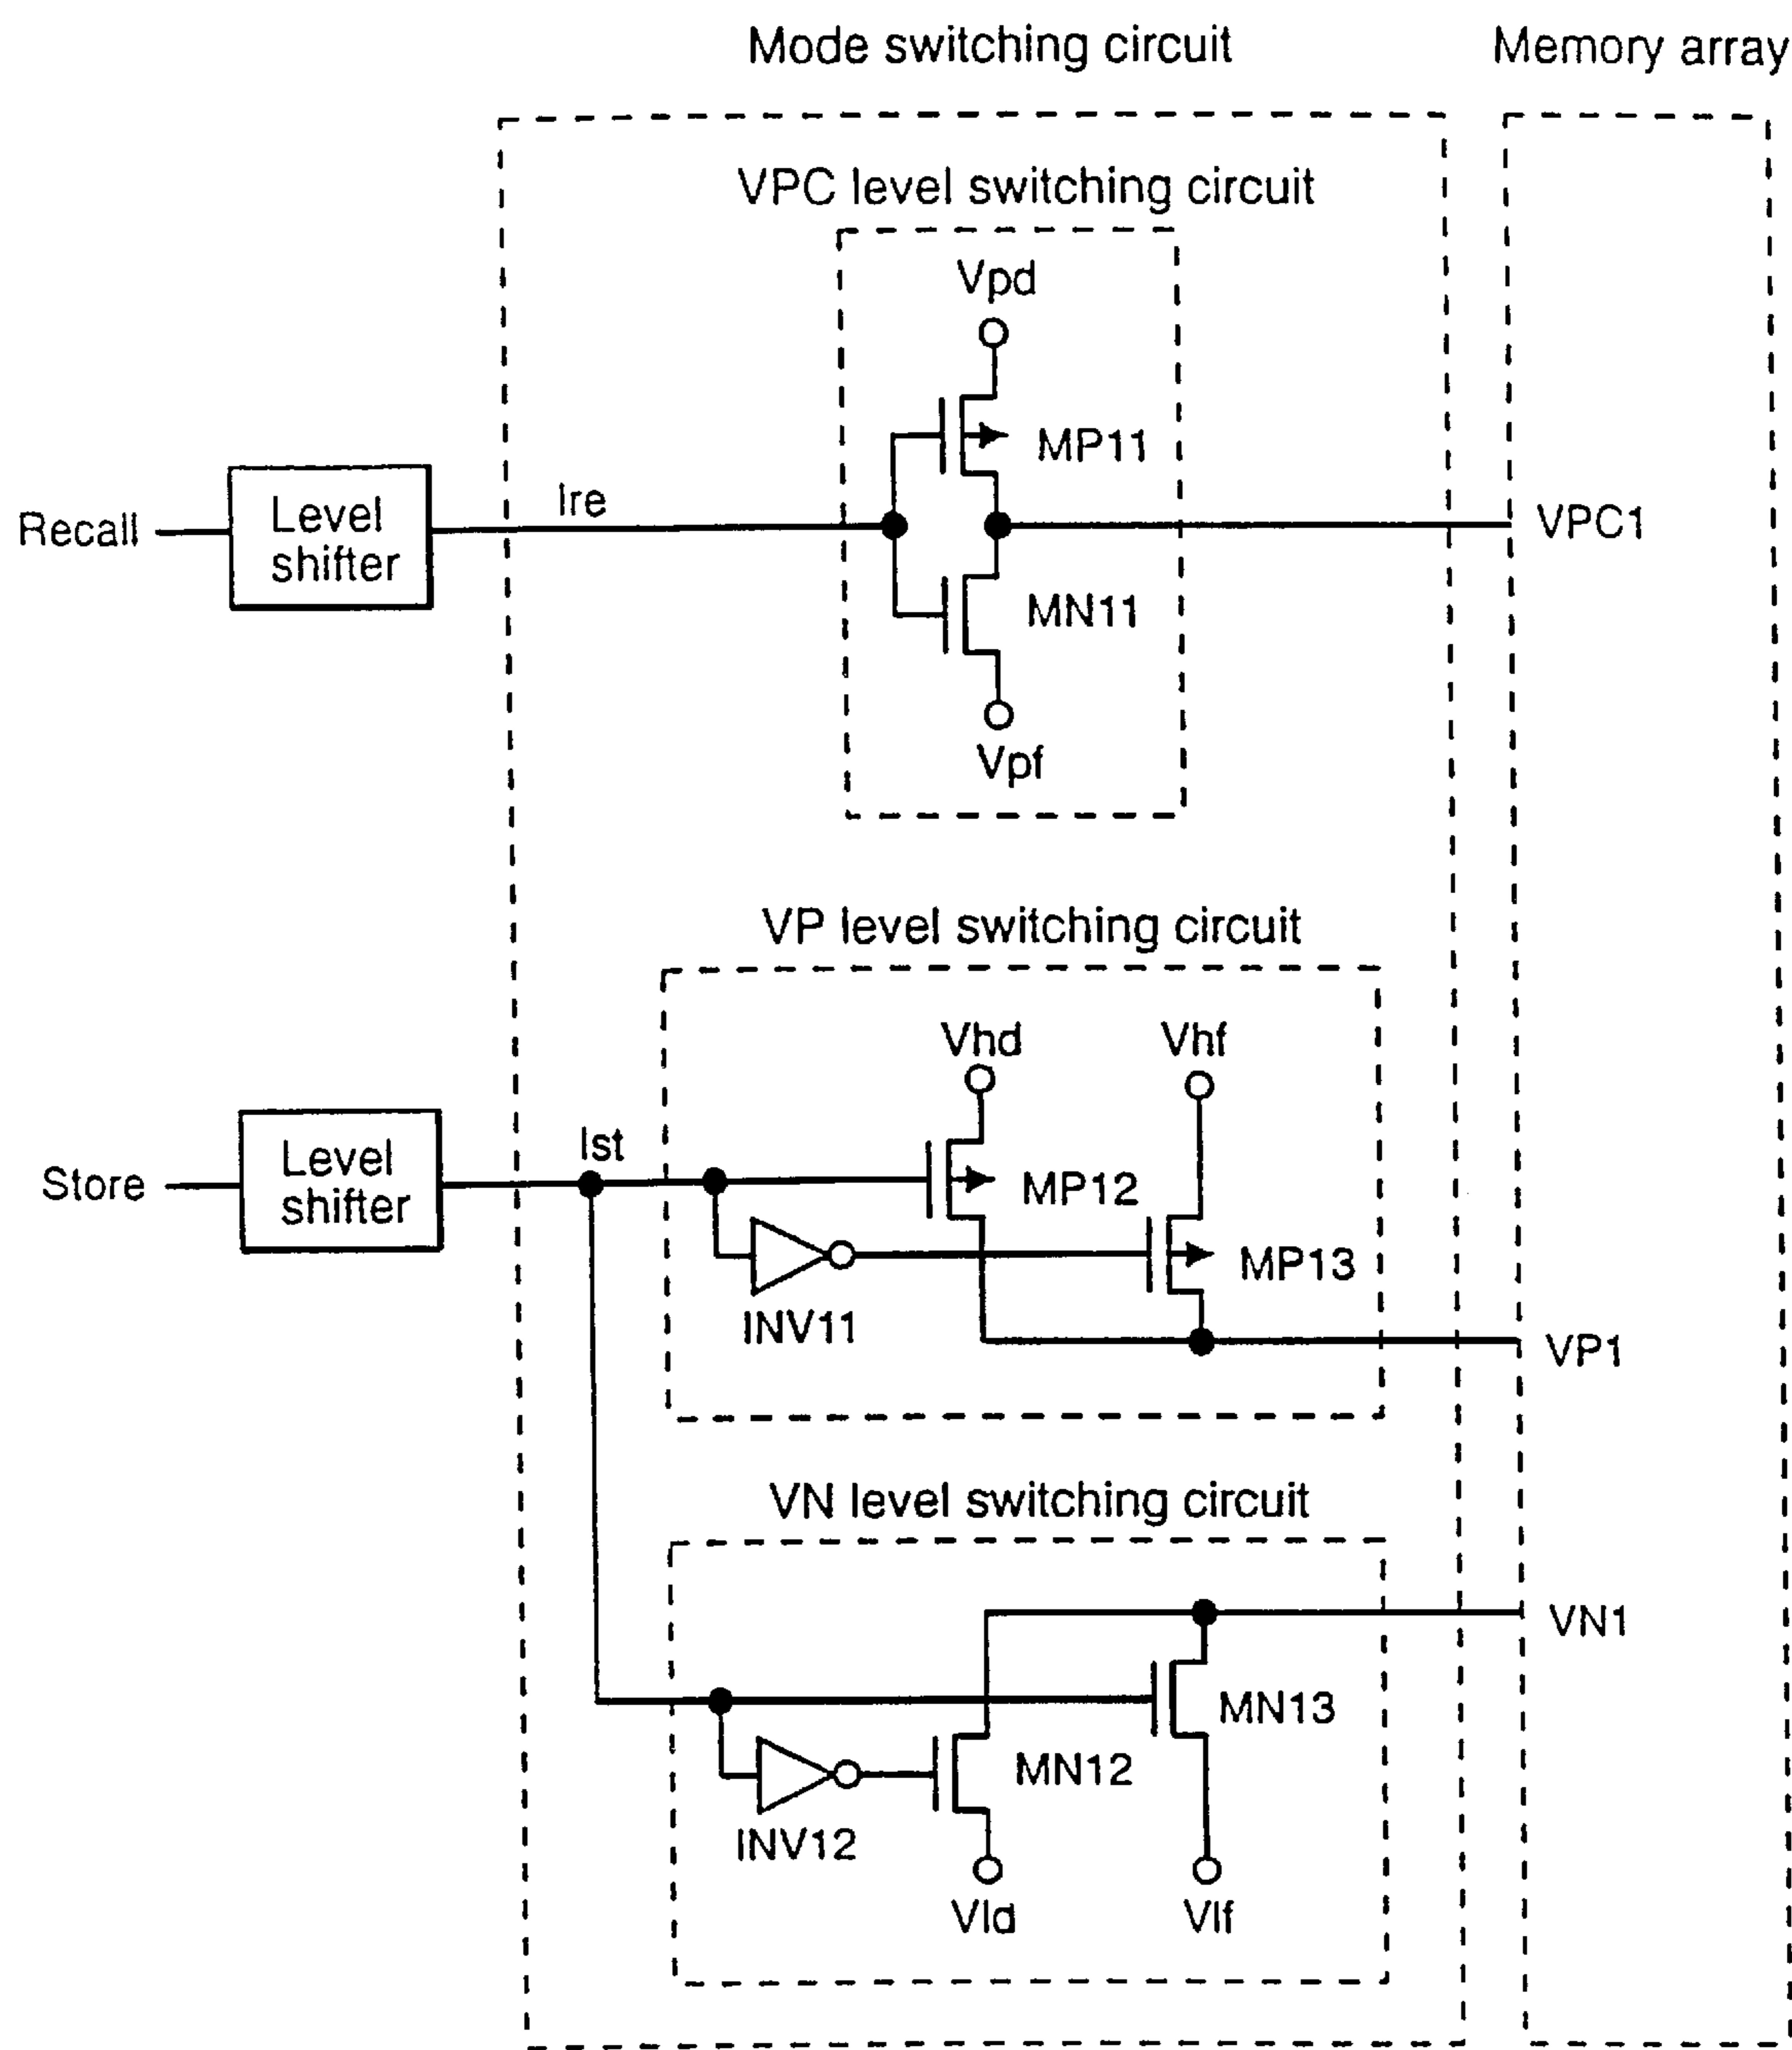 Mode switching circuit
Memory array
VPC level switching circuit
Vpd
MP11
Recall
Level
shifter
Ire
VPC1
MN11
Vpf
VP level switching circuit
Vhd
Vhf
Store
Level
shifter
Ist
MP12
MP13
INV11
VP1
VN level switching circuit
VN1
MN13
MN12
INV12
Vld
Vlf